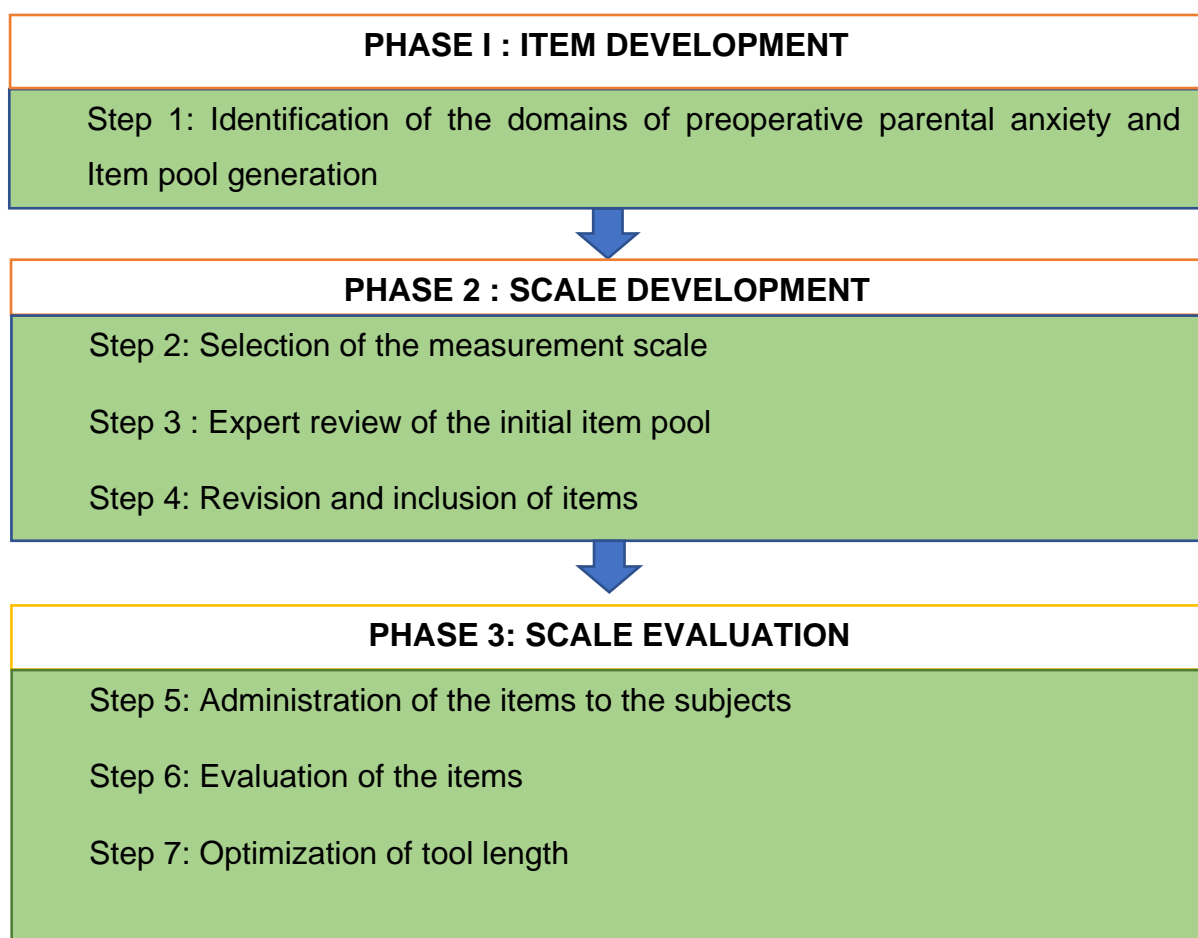 PHASE I : ITEM DEVELOPMENT
Step 1: Identification of the domains of preoperative parental anxiety and
Item pool generation
PHASE 2 : SCALE DEVELOPMENT
Step 2: Selection of the measurement scale
Step 3 : Expert review of the initial item pool
Step 4: Revision and inclusion of items
PHASE 3: SCALE EVALUATION
Step 5: Administration of the items to the subjects
Step 6: Evaluation of the items
Step 7: Optimization of tool length